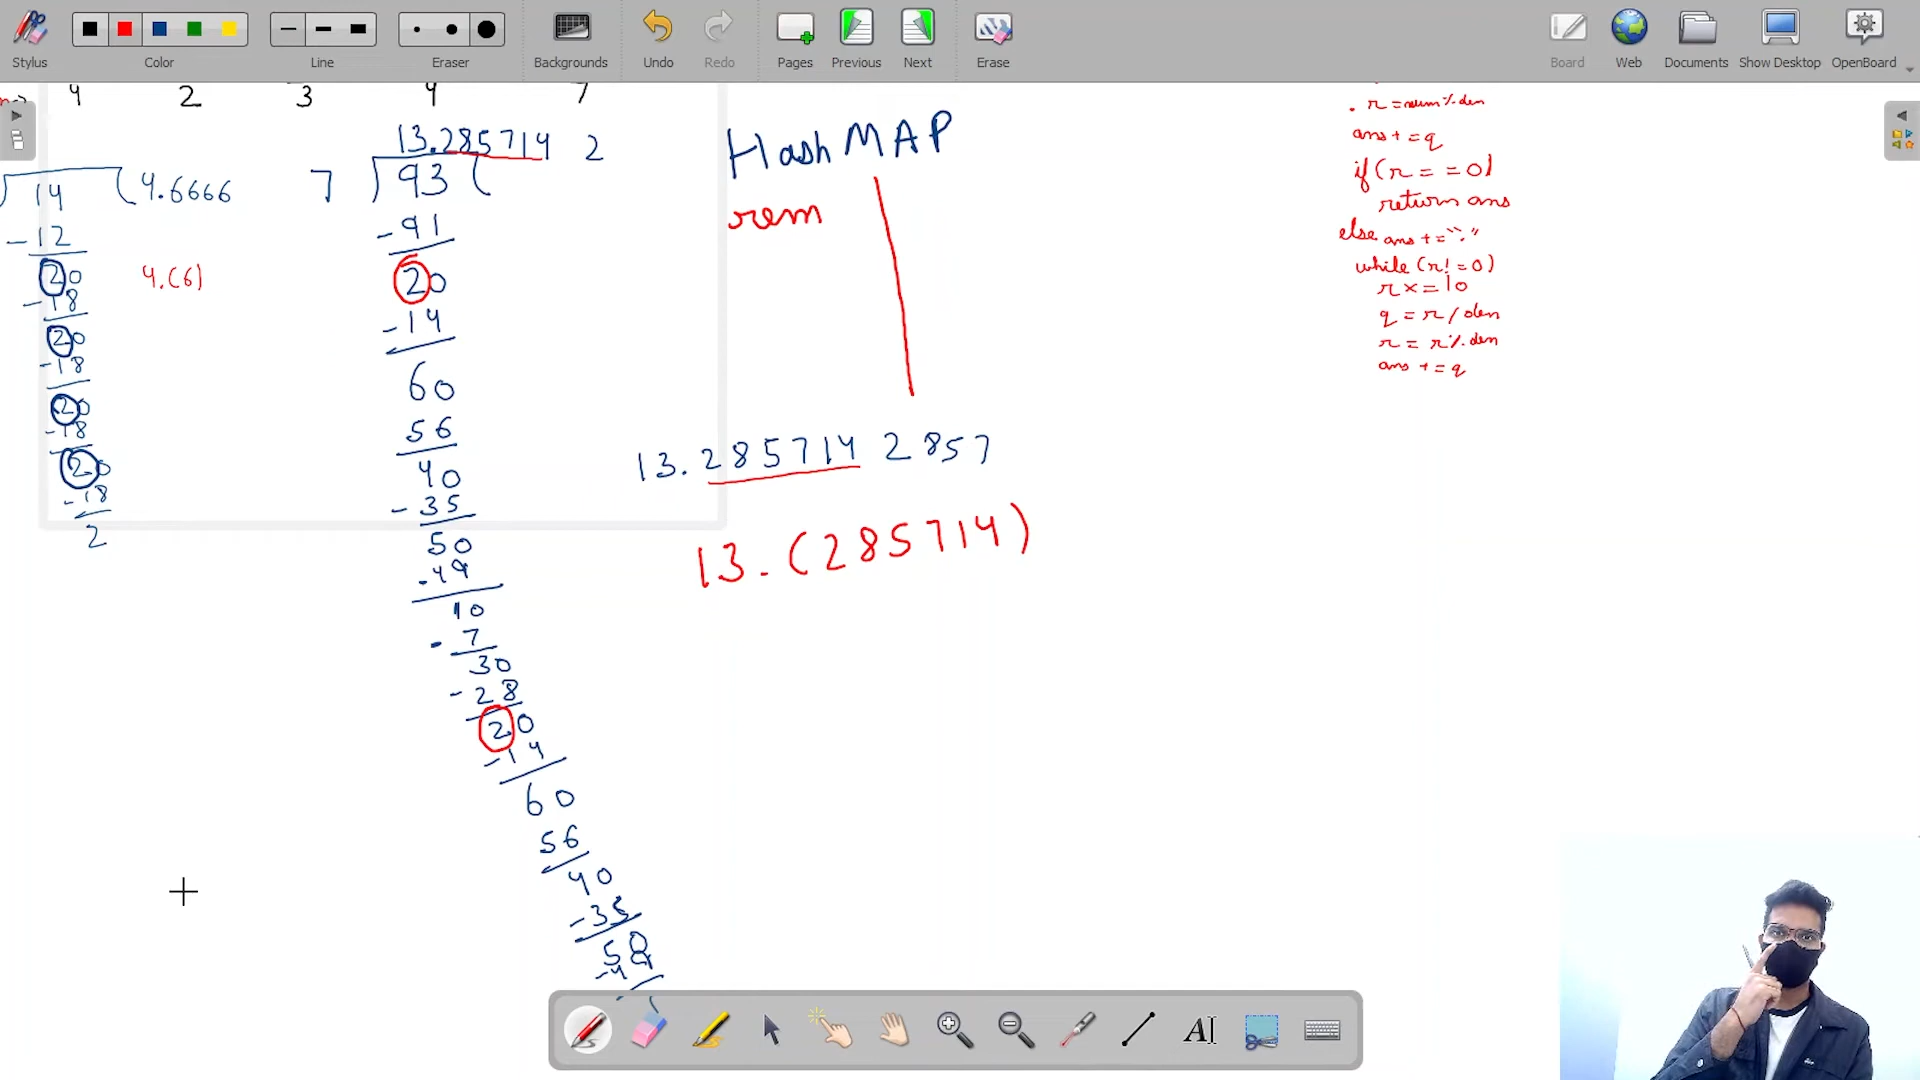 Stylus
Color
Line
Eraser
Backgrounds
Undo
Redo
Pages
Previous
Next
Erase
Board
Web
Documents
Show Desktop
OpenBoard
4 2 3 4 7
14
4.6666
-12
20
4.(6)
-18
20
-18
20
-18
20
-18
2
13.285714 2
7
93
-91
20
-14
60
56
40
-35
50
-49
10
-7
30
-28
20
-14
60
56
40
-35
50
-49
HashMAP
rem
13.285714 2857
13.(285714)
r = num % den
ans+ = q
if(r = = 0)
return ans
else ans + = "."
while (r! = 0)
r x = 10
q = r / den
r = r % den
ans + = q
AI